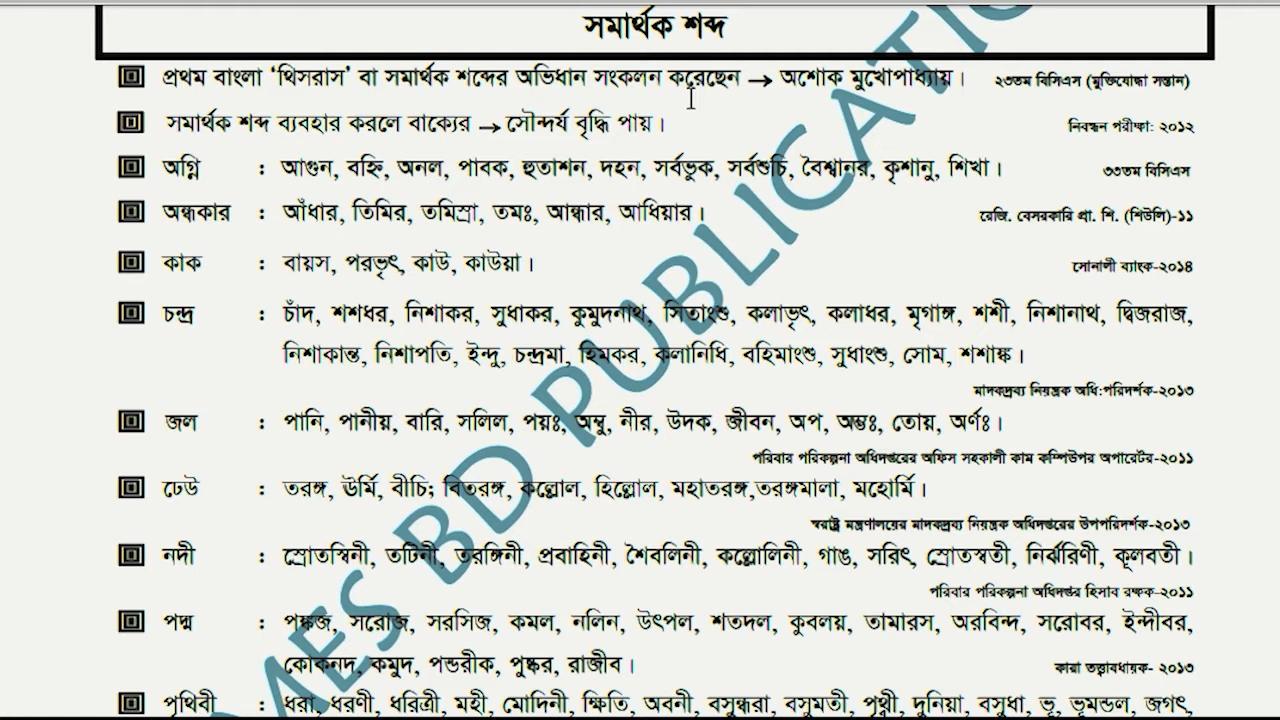 সমার্থক শব্দ
প্রথম বাংলা ‘থিসরাস’ বা সমার্থক শব্দের অভিধান সংকলন করেছেন → অশোক মুখোপাধ্যায়। ২৩তম বিসিএস (মুক্তিযোদ্ধা সন্তান)
সমার্থক শব্দ ব্যবহার করলে বাক্যের → সৌন্দর্য বৃদ্ধি পায়। নিবন্ধন পরীক্ষা: ২০১২
অগ্নি : আগুন, বহ্নি, অনল, পাবক, হুতাশন, দহন, সর্বভুক, সর্বশুচি, বৈশ্বানর, কৃশানু, শিখা। ৩৩তম বিসিএস
অন্ধকার : আঁধার, তিমির, তমিস্রা, তমঃ, আন্ধার, আধিয়ার। রেজি. বেসরকারি প্রা. শি. (শিউলি)-১১
কাক : বায়স, পরভৃৎ, কাউ, কাউয়া। সোনালী ব্যাংক-২০১৪
চন্দ্র : চাঁদ, শশধর, নিশাকর, সুধাকর, কুমুদনাথ, সিতাংশু, কলাভৃৎ, কলাধর, মৃগাঙ্গ, শশী, নিশানাথ, দ্বিজরাজ,
নিশাকান্ত, নিশাপতি, ইন্দু, চন্দ্রমা, হিমকর, কলানিধি, বহিমাংশু, সুধাংশু, সোম, শশাঙ্ক।
মাদকদ্রব্য নিয়ন্ত্রক অধি:পরিদর্শক-২০১৩
জল : পানি, পানীয়, বারি, সলিল, পয়ঃ, অম্বু, নীর, উদক, জীবন, অপ, অম্ভঃ, তোয়, অর্ণঃ।
পরিবার পরিকল্পনা অধিদপ্তরের অফিস সহকালী কাম কম্পিউপর অপারেটর-২০১১
ঢেউ : তরঙ্গ, ঊর্মি, বীচি; বিতরঙ্গ, কল্লোল, হিল্লোল, মহাতরঙ্গ,তরঙ্গমালা, মহোর্মি।
স্বরাষ্ট্র মন্ত্রণালয়ের মাদকদ্রব্য নিয়ন্ত্রক অধিদপ্তরের উপপরিদর্শক-২০১৩
নদী : স্রোতস্বিনী, তটিনী, তরঙ্গিনী, প্রবাহিনী, শৈবলিনী, কল্লোলিনী, গাঙ, সরিৎ, স্রোতস্বতী, নির্ঝরিণী, কূলবতী।
পরিবার পরিকল্পনা অধিদপ্তর হিসাব রক্ষক-২০১১
পদ্ম : পঙ্কজ, সরোজ, সরসিজ, কমল, নলিন, উৎপল, শতদল, কুবলয়, তামারস, অরবিন্দ, সরোবর, ইন্দীবর,
কোকনদ, কমুদ, পন্ডরীক, পুষ্কর, রাজীব। কারা তত্ত্বাবধায়ক- ২০১৩
পৃথিবী : ধরা, ধরণী, ধরিত্রী, মহী, মোদিনী, ক্ষিতি, অবনী, বসুন্ধরা, বসুমতী, পৃথ্বী, দুনিয়া, বসুধা, ভূ, ভূমন্ডল, জগৎ,
MES BD PUBLICATIO